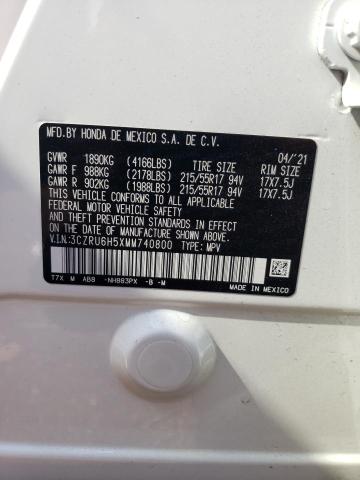 MFD.BY HONDA DE MEXICO S.A. DE C.V.
04/'21
GVWR 1890KG (4166LBS) TIRE SIZE RIM SIZE
GAWR F 988KG (2178LBS) 215/55R17 94V 17X7.5J
GAWR R 902KG (1988LBS) 215/55R17 94V 17X7.5J
THIS VEHICLE CONFORMS TO ALL APPLICABLE
FEDERAL MOTOR VEHICLE SAFETY AND THEFT
PREVENTION STANDARDS IN EFFECT ON THE
DATE OF MANUFACTURE SHOWN ABOVE.
V.I.N:3CZRU6H5XMM740800 TYPE: MPV
T7X M AB8 -NH883PX -B -M
MADE IN MEXICO